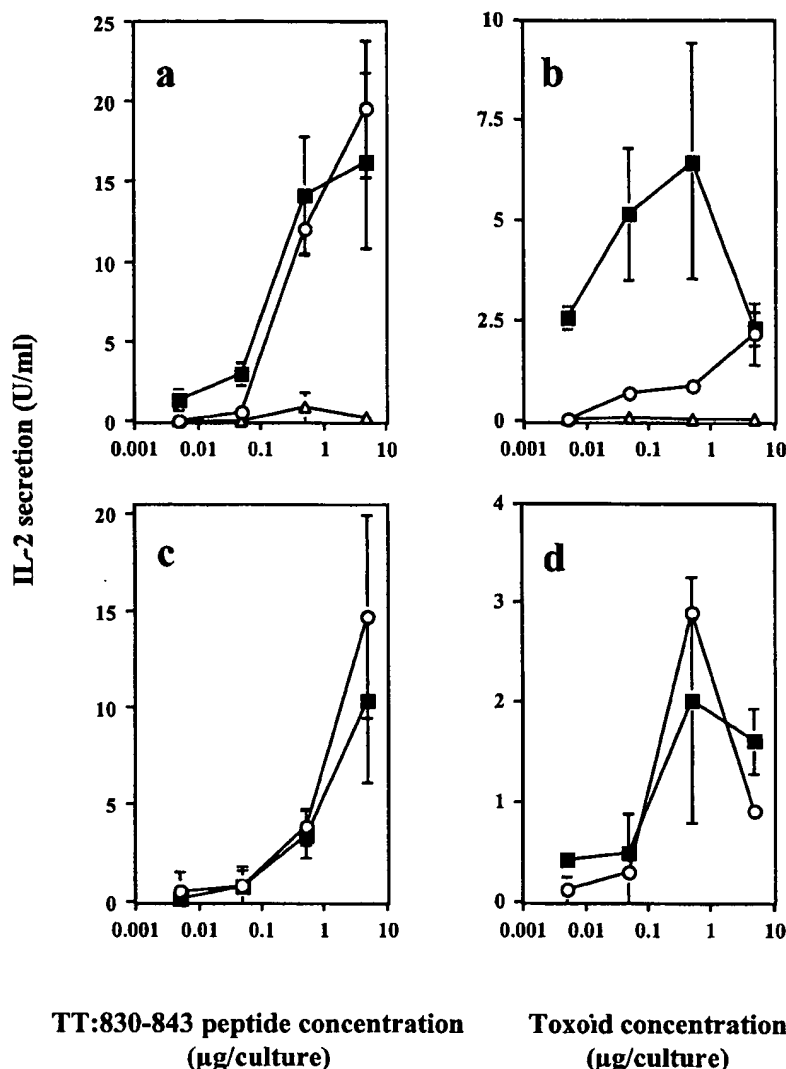 25
20
15
10
5
0
a
0.001 0.01 0.1 1 10
10
7.5
5
2.5
0
b
0.001 0.01 0.1 1 10
IL-2 secretion (U/ml)
20
15
10
5
0
c
0.001 0.01 0.1 1 10
4
3
2
1
0
d
0.001 0.01 0.1 1 10
TT:830-843 peptide concentration
(µg/culture)
Toxoid concentration
(µg/culture)